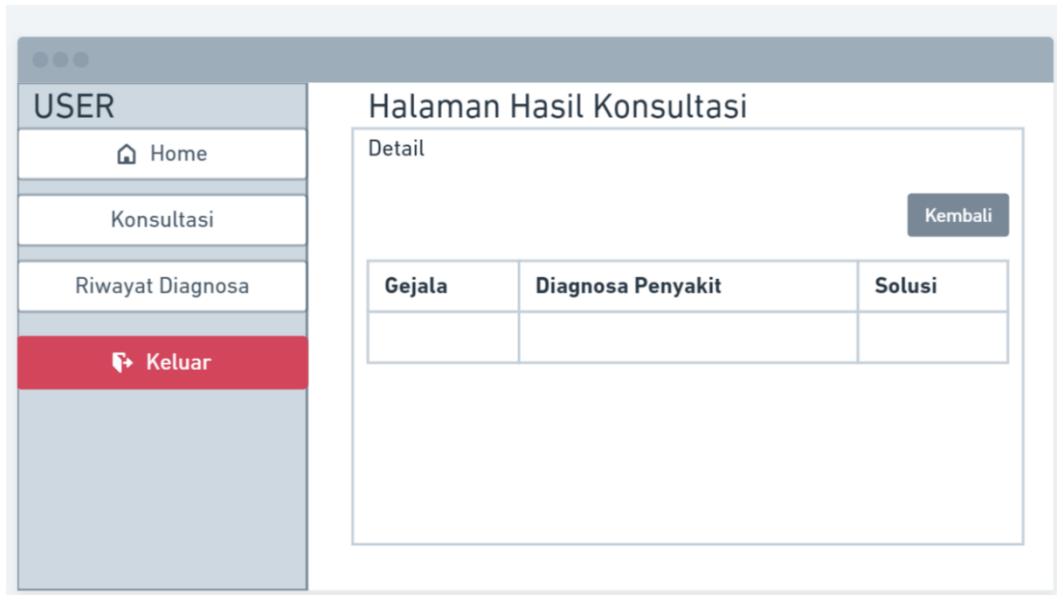 USER
Home
Konsultasi
Riwayat Diagnosa
Keluar
Halaman Hasil Konsultasi
Detail
Kembali
Gejala Diagnosa Penyakit Solusi